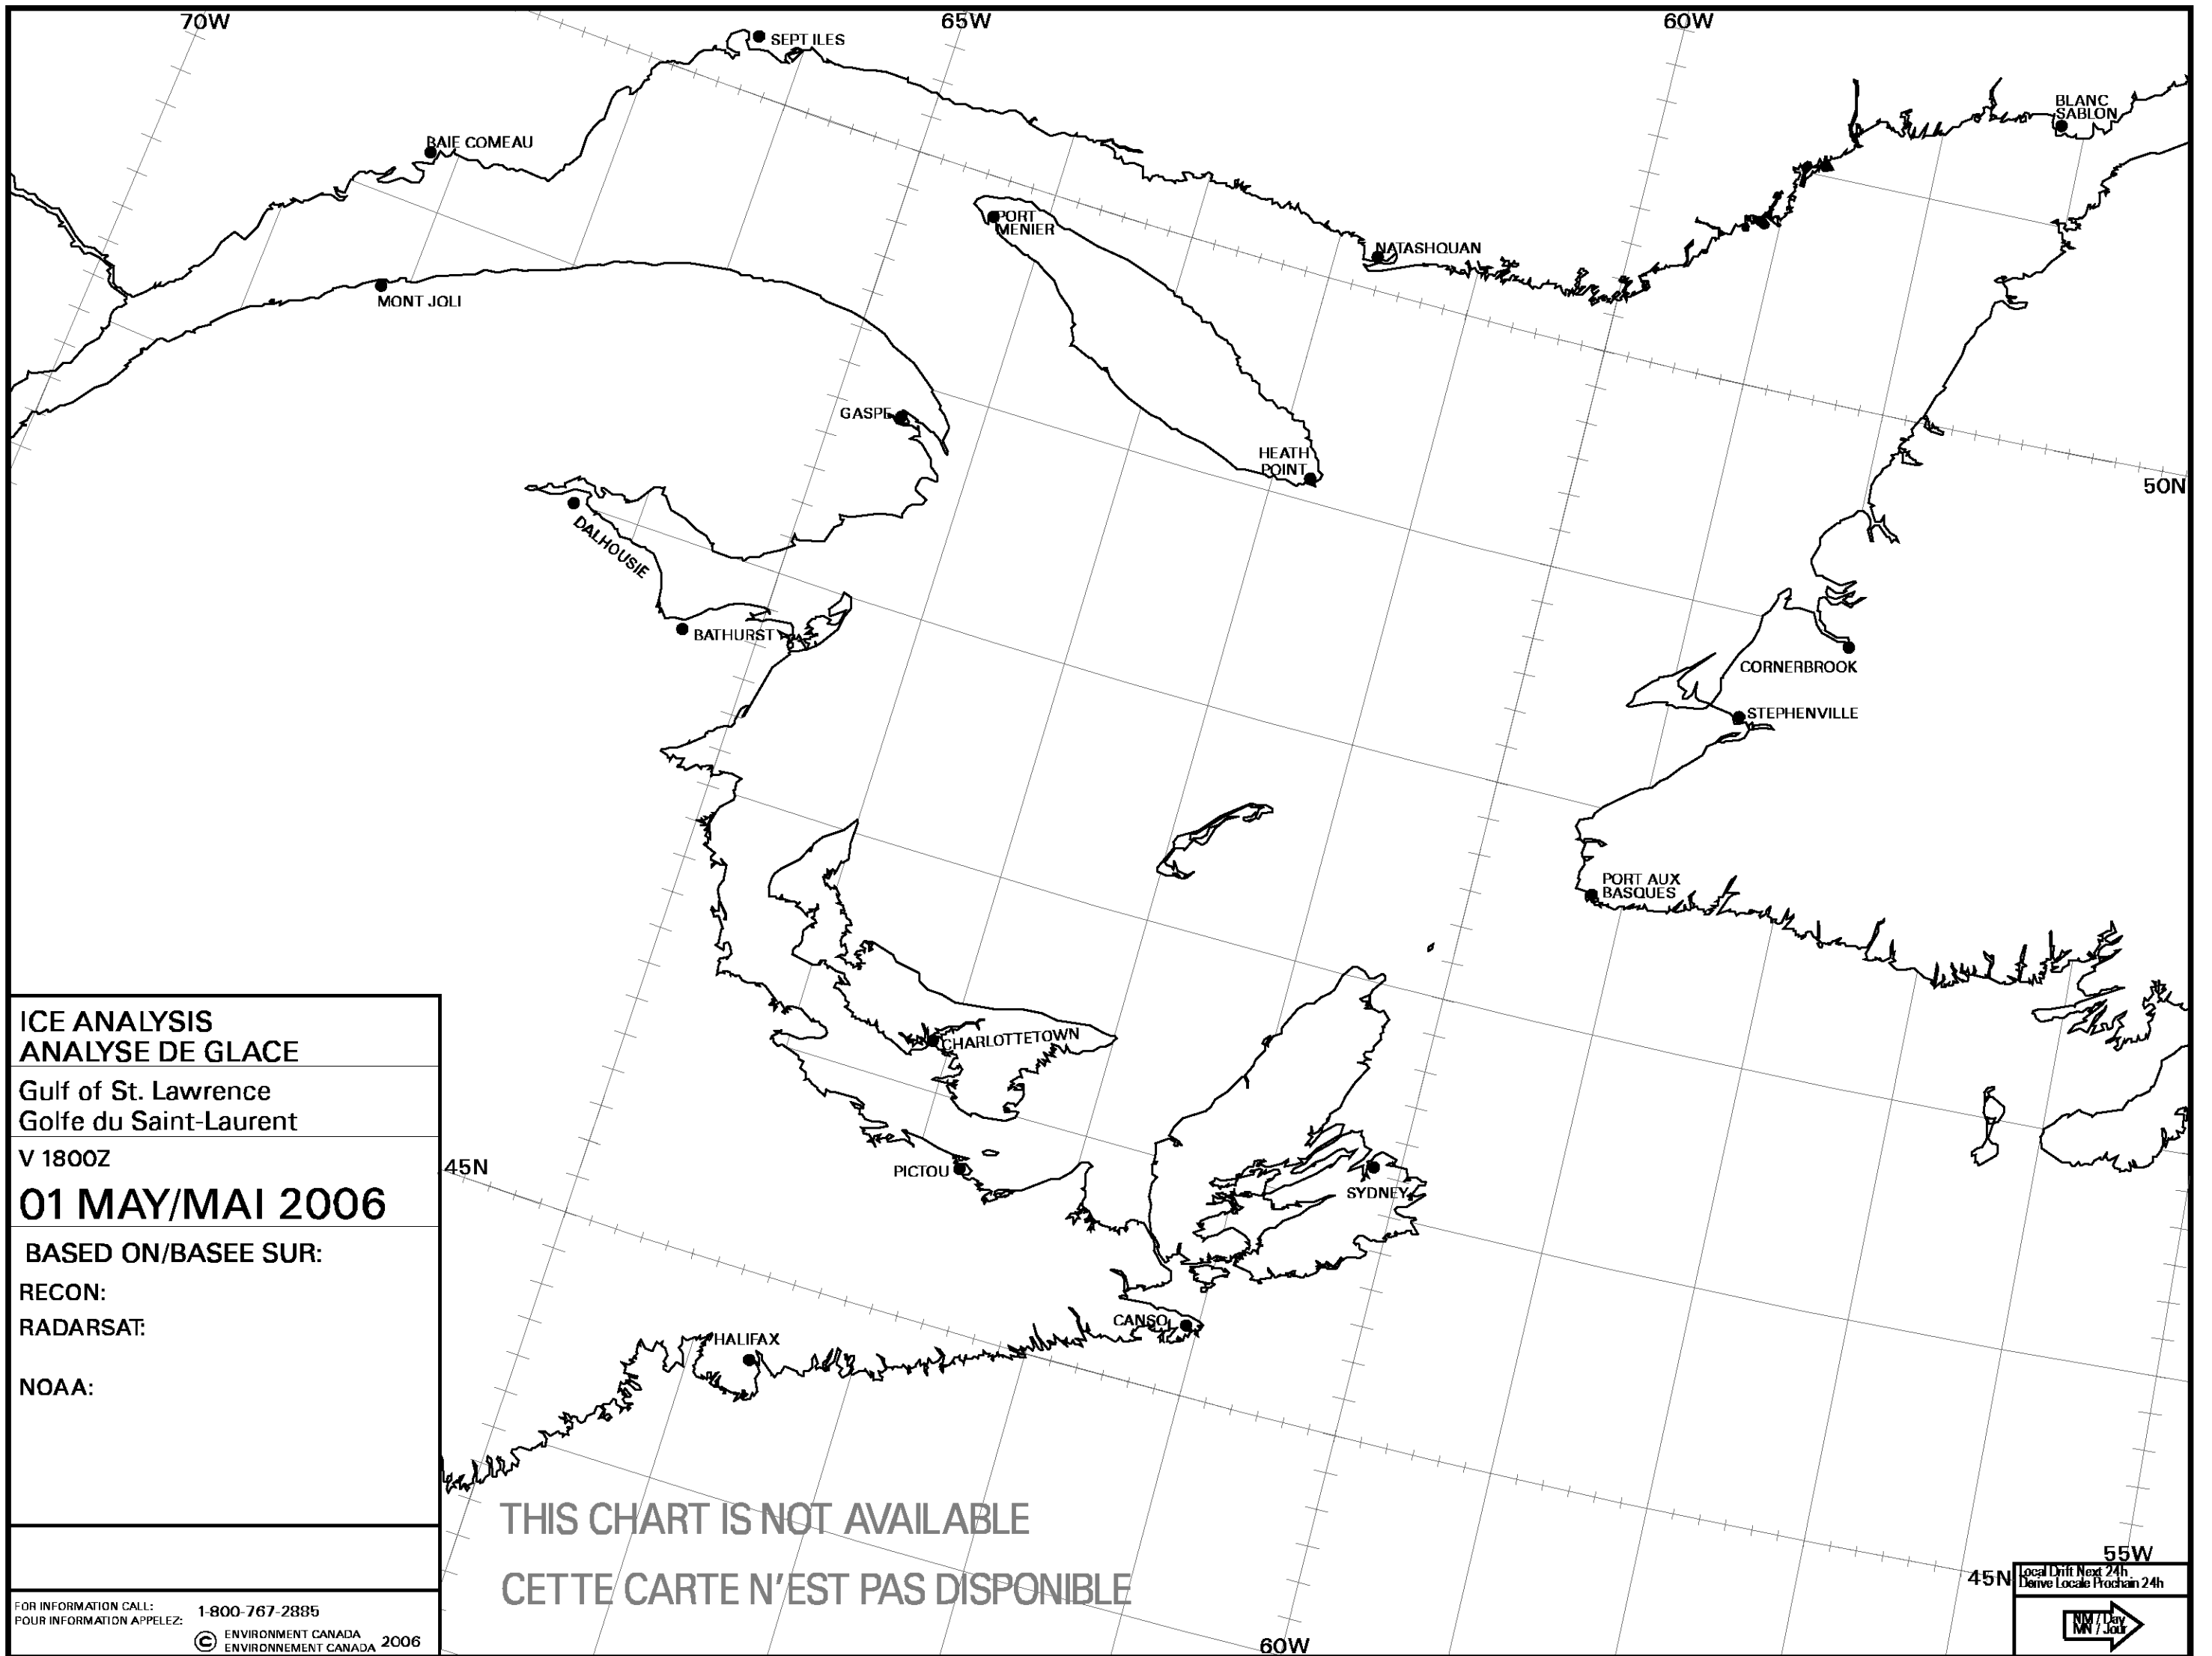 70W
65W
60W
SEPT ILES
BLANC
SABLON
BAIE COMEAU
PORT
MENIER
NATASHQUAN
MONT JOLI
GASPE
HEATH
POINT
50N
DALHOUSIE
BATHURST
CORNERBROOK
STEPHENVILLE
PORT AUX
BASQUES
CHARLOTTETOWN
PICTOU
SYDNEY
CANSO
HALIFAX
45N
ICE ANALYSIS
ANALYSE DE GLACE
Gulf of St. Lawrence
Golfe du Saint-Laurent
V 1800Z
01 MAY/MAI 2006
BASED ON/BASEE SUR:
RECON:
RADARSAT:
NOAA:
THIS CHART IS NOT AVAILABLE
CETTE CARTE N'EST PAS DISPONIBLE
FOR INFORMATION CALL:
POUR INFORMATION APPELEZ:
1-800-767-2885
© ENVIRONMENT CANADA
ENVIRONNEMENT CANADA 2006
55W
45N
60W
Local Drift Next 24h
Derive Locale Prochain 24h
NM / Day
MN / Jour